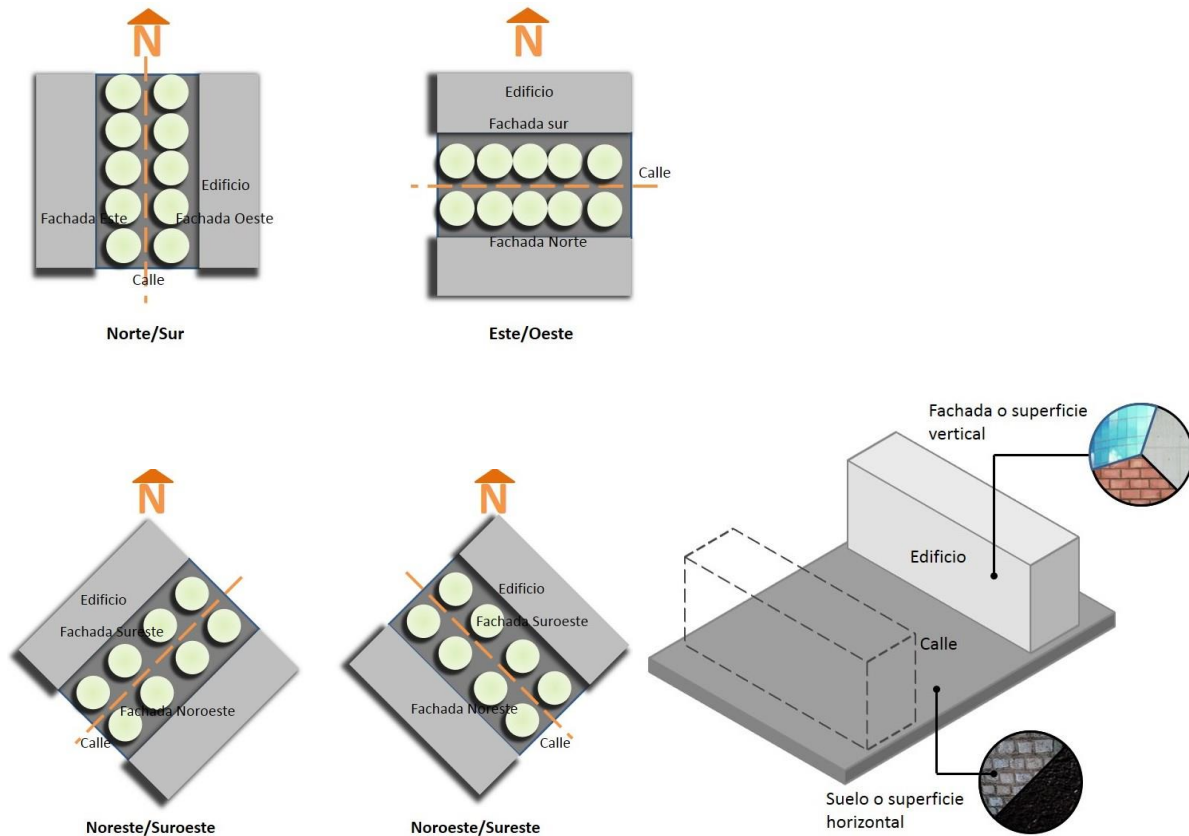 N
Edificio
Fachada Este
Fachada Oeste
Calle
Norte/Sur
N
Edificio
Fachada sur
Calle
Fachada Norte
Este/Oeste
N
Edificio
Fachada Sureste
Fachada Noroeste
Calle
Noreste/Suroeste
N
Edificio
Fachada Suroeste
Fachada Noreste
Calle
Noroeste/Sureste
Fachada o superficie
vertical
Edificio
Calle
Suelo o superficie
horizontal